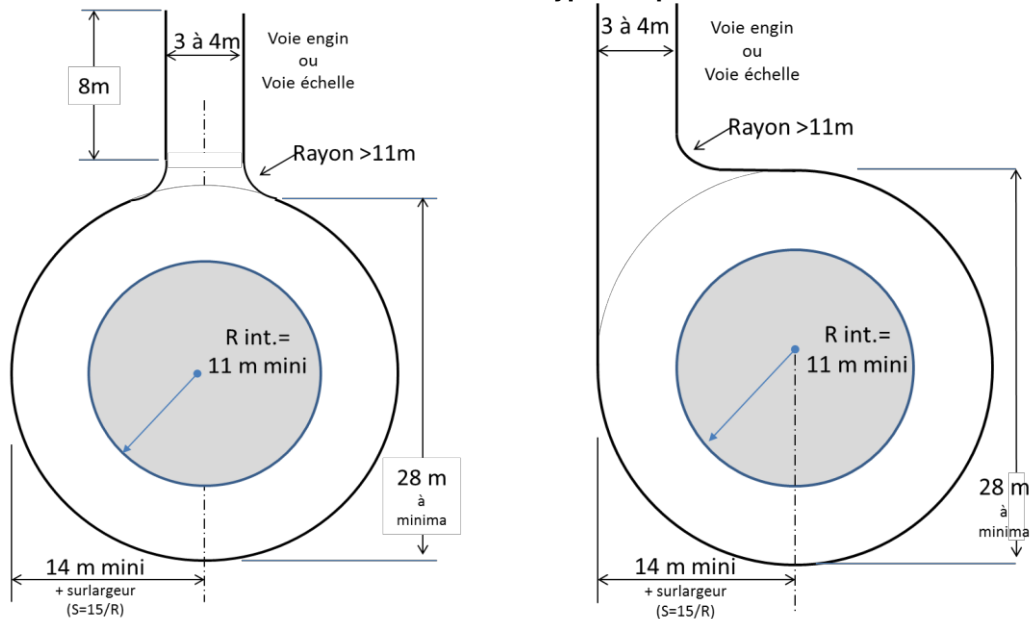 3 à 4m
Voie engin
ou
Voie échelle
8m
Rayon >11m
R int.=
11 m mini
28 m
à
minima
14 m mini
+ surlargeur
(S=15/R)
3 à 4m
Voie engin
ou
Voie échelle
Rayon >11m
R int.=
11 m mini
28 m
à
minima
14 m mini
+ surlargeur
(S=15/R)